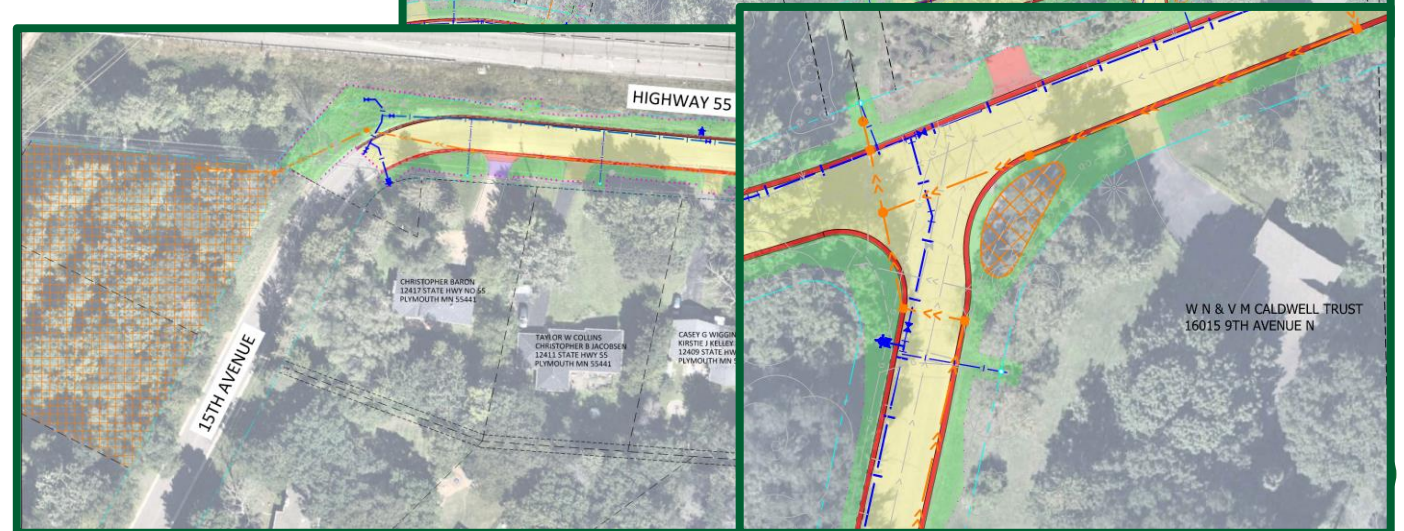 HIGHWAY 55
CHRISTOPHER BARON
12417 STATE HWY NO 55
PLYMOUTH MN 55441
TAYLOR W COLLINS
CHRISTOPHER B JACOBSEN
12411 STATE HWY 55
PLYMOUTH MN 55441
CASEY G WIGGIN
KIRSTIE J KELLEY
12409 STATE HW
PLYMOUTH MN
15TH AVENUE
W N & V M CALDWELL TRUST
16015 9TH AVENUE N